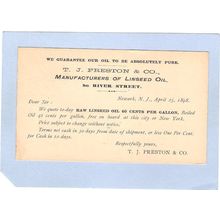 WE GUARANTEE OUR OIL TO BE ABSOLUTELY PURE.
T. J. PRESTON & CO.,
MANUFACTURERS OF LINSEED OIL,
80 RIVER STREET.
Newark, N. J., April 25, 1898.
Dear Sir:
We quote to-day RAW LINSEED OIL 40 CENTS PER GALLON, Boiled
Oil 42 cents per gallon, free on board at this city or New York.
Price subject to change without notice.
Terms net cash in 30 days from date of shipment, or less One Per Cent.
for Cash in 10 days.
Respectfully yours,
T. J. PRESTON & CO.